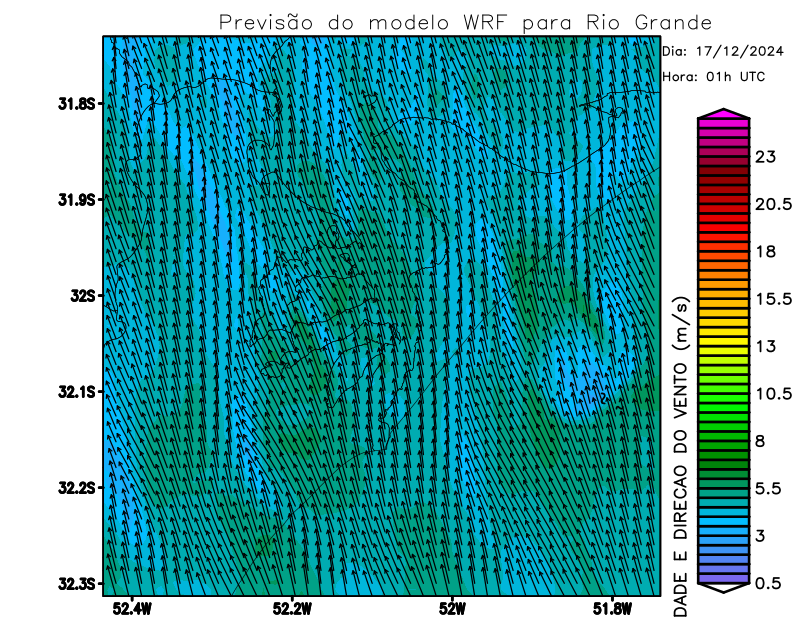 Previsão do modelo WRF para Rio Grande
Dia: 17/12/2024
Hora: 01h UTC
31.8S
31.9S
32S
32.1S
32.2S
32.3S
52.4W
52.2W
52W
51.8W
DADE E DIRECAO DO VENTO (m/s)
23
20.5
18
15.5
13
10.5
8
5.5
3
0.5